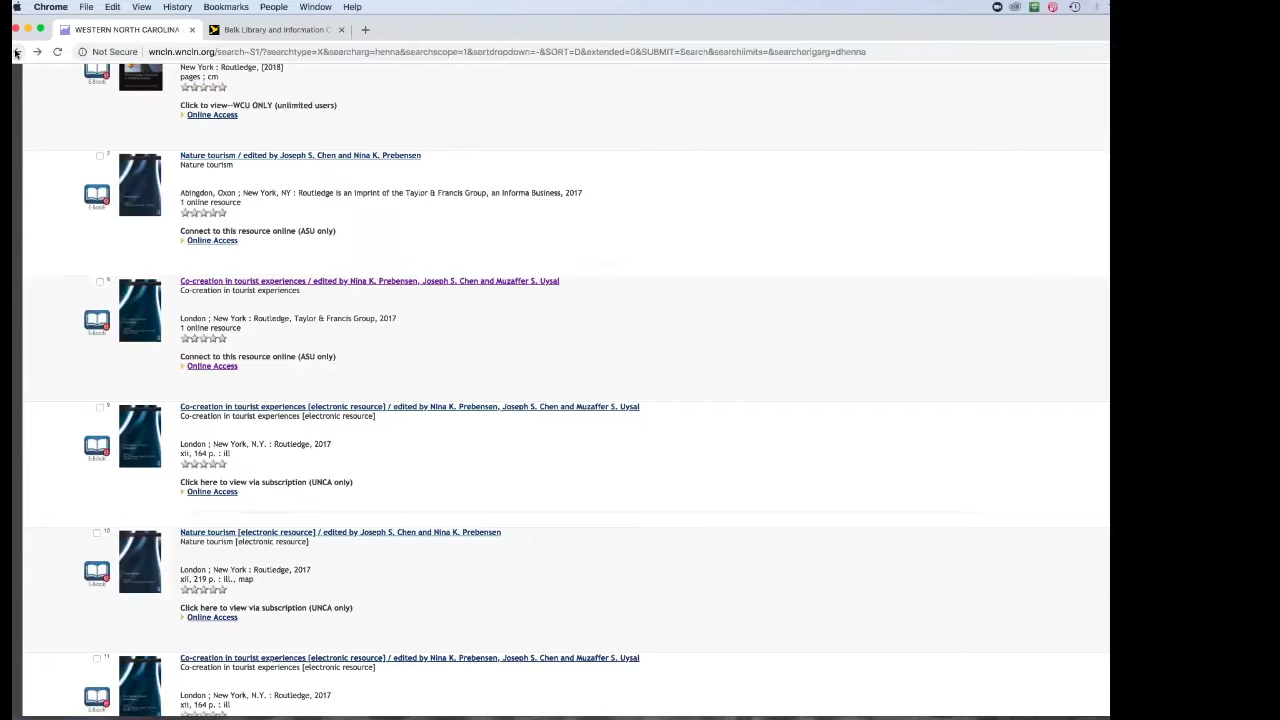 Chrome File Edit View History Bookmarks People Window Help
WESTERN NORTH CAROLINA
Belk Library and Information C
Not Secure wncln.wncln.org/search~S1/?searchtype=X&searcharg=henna&searchscope=1&sortdropdown=-&SORT=D&extended=0&SUBMIT=Search&searchlimits=&searchorigarg=dhenna
E-Book
New York : Routledge, [2018]
pages ; cm
Click to view--WCU ONLY (unlimited users)
Online Access
7
Nature tourism / edited by Joseph S. Chen and Nina K. Prebensen
Nature tourism
E-Book
Abingdon, Oxon ; New York, NY : Routledge is an imprint of the Taylor & Francis Group, an Informa Business, 2017
1 online resource
Connect to this resource online (ASU only)
Online Access
8
Co-creation in tourist experiences / edited by Nina K. Prebensen, Joseph S. Chen and Muzaffer S. Uysal
Co-creation in tourist experiences
E-Book
London ; New York : Routledge, Taylor & Francis Group, 2017
1 online resource
Connect to this resource online (ASU only)
Online Access
9
Co-creation in tourist experiences [electronic resource] / edited by Nina K. Prebensen, Joseph S. Chen and Muzaffer S. Uysal
Co-creation in tourist experiences [electronic resource]
E-Book
London ; New York, N.Y. : Routledge, 2017
xii, 164 p. : ill
Click here to view via subscription (UNCA only)
Online Access
10
Nature tourism [electronic resource] / edited by Joseph S. Chen and Nina K. Prebensen
Nature tourism [electronic resource]
E-Book
London ; New York : Routledge, 2017
xii, 219 p. : ill., map
Click here to view via subscription (UNCA only)
Online Access
11
Co-creation in tourist experiences [electronic resource] / edited by Nina K. Prebensen, Joseph S. Chen and Muzaffer S. Uysal
Co-creation in tourist experiences [electronic resource]
E-Book
London ; New York, N.Y. : Routledge, 2017
xii, 164 p. : ill